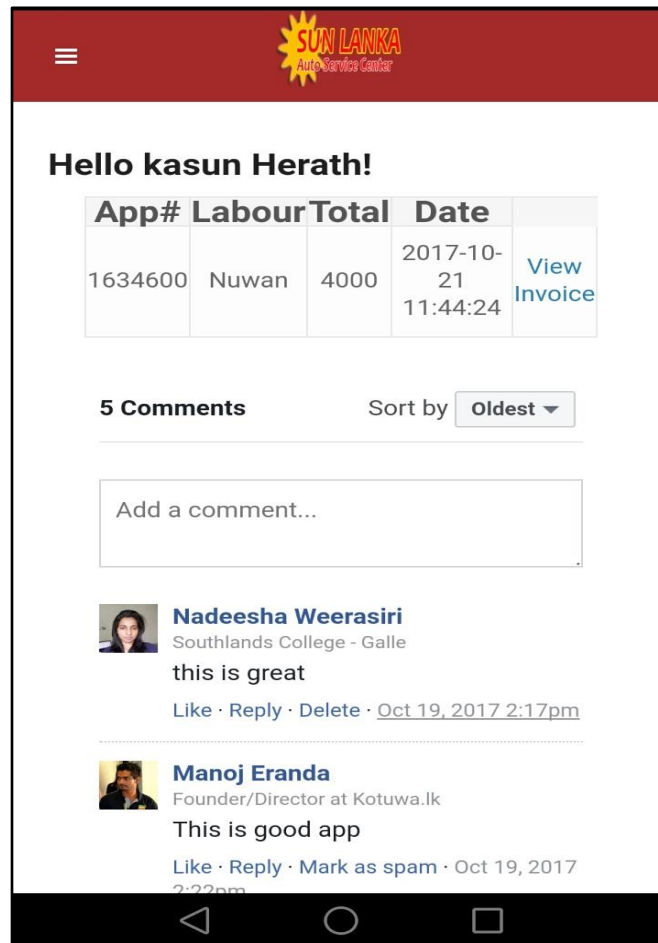 SUN LANKA
Auto Service Center
Hello kasun Herath!
App# Labour Total Date
1634600 Nuwan 4000 2017-10-21 11:44:24 View Invoice
5 Comments Sort by Oldest
Add a comment...
Nadeesha Weerasiri
Southlands College - Galle
this is great
Like · Reply · Delete · Oct 19, 2017 2:17pm
Manoj Eranda
Founder/Director at Kotuwa.lk
This is good app
Like · Reply · Mark as spam · Oct 19, 2017
2:22pm